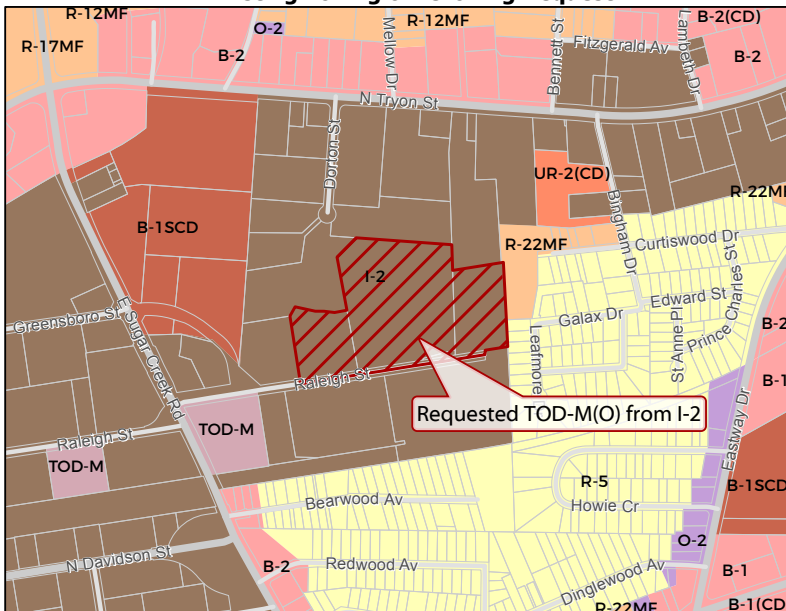 R-12MF
R-12MF
B-2(CD)
O-2
R-17MF
B-2
Mellow Dr
Bennett St
Fitzgerald Av
Lambeth Dr
B-2
N Tryon St
Dorton St
UR-2(CD)
Bingham Dr
R-22MF
B-1SCD
R-22MF
Curtiswood Dr
I-2
Prince Charles St
Edward St
Galax Dr
St Anne Pl
Greensboro St
E Sugar Creek Rd
Leafmore
B-2
Raleigh St
B-1
Requested TOD-M(O) from I-2
TOD-M
Raleigh St
Eastway Dr
TOD-M
R-5
B-1SCD
Bearwood Av
Howie Cr
O-2
N Davidson St
B-2
Redwood Av
Dinglewood Av
B-1
R-22MF
B-1(CD)